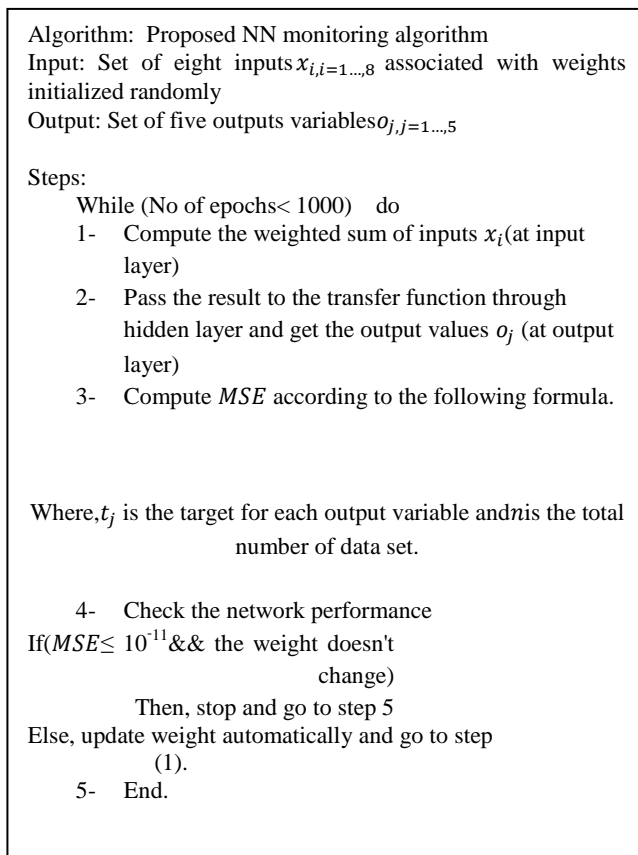 Algorithm: Proposed NN monitoring algorithm
Input: Set of eight inputs x_{i,i=1...,8} associated with weights
initialized randomly
Output: Set of five outputs variables o_{j,j=1...,5}
Steps:
While (No of epochs< 1000) do
1- Compute the weighted sum of inputs x_i(at input
layer)
2- Pass the result to the transfer function through
hidden layer and get the output values o_j (at output
layer)
3- Compute MSE according to the following formula.
Where,t_j is the target for each output variable andnis the total
number of data set.
4- Check the network performance
If(MSE≤ 10^{-11}&& the weight doesn't
change)
Then, stop and go to step 5
Else, update weight automatically and go to step
(1).
5- End.